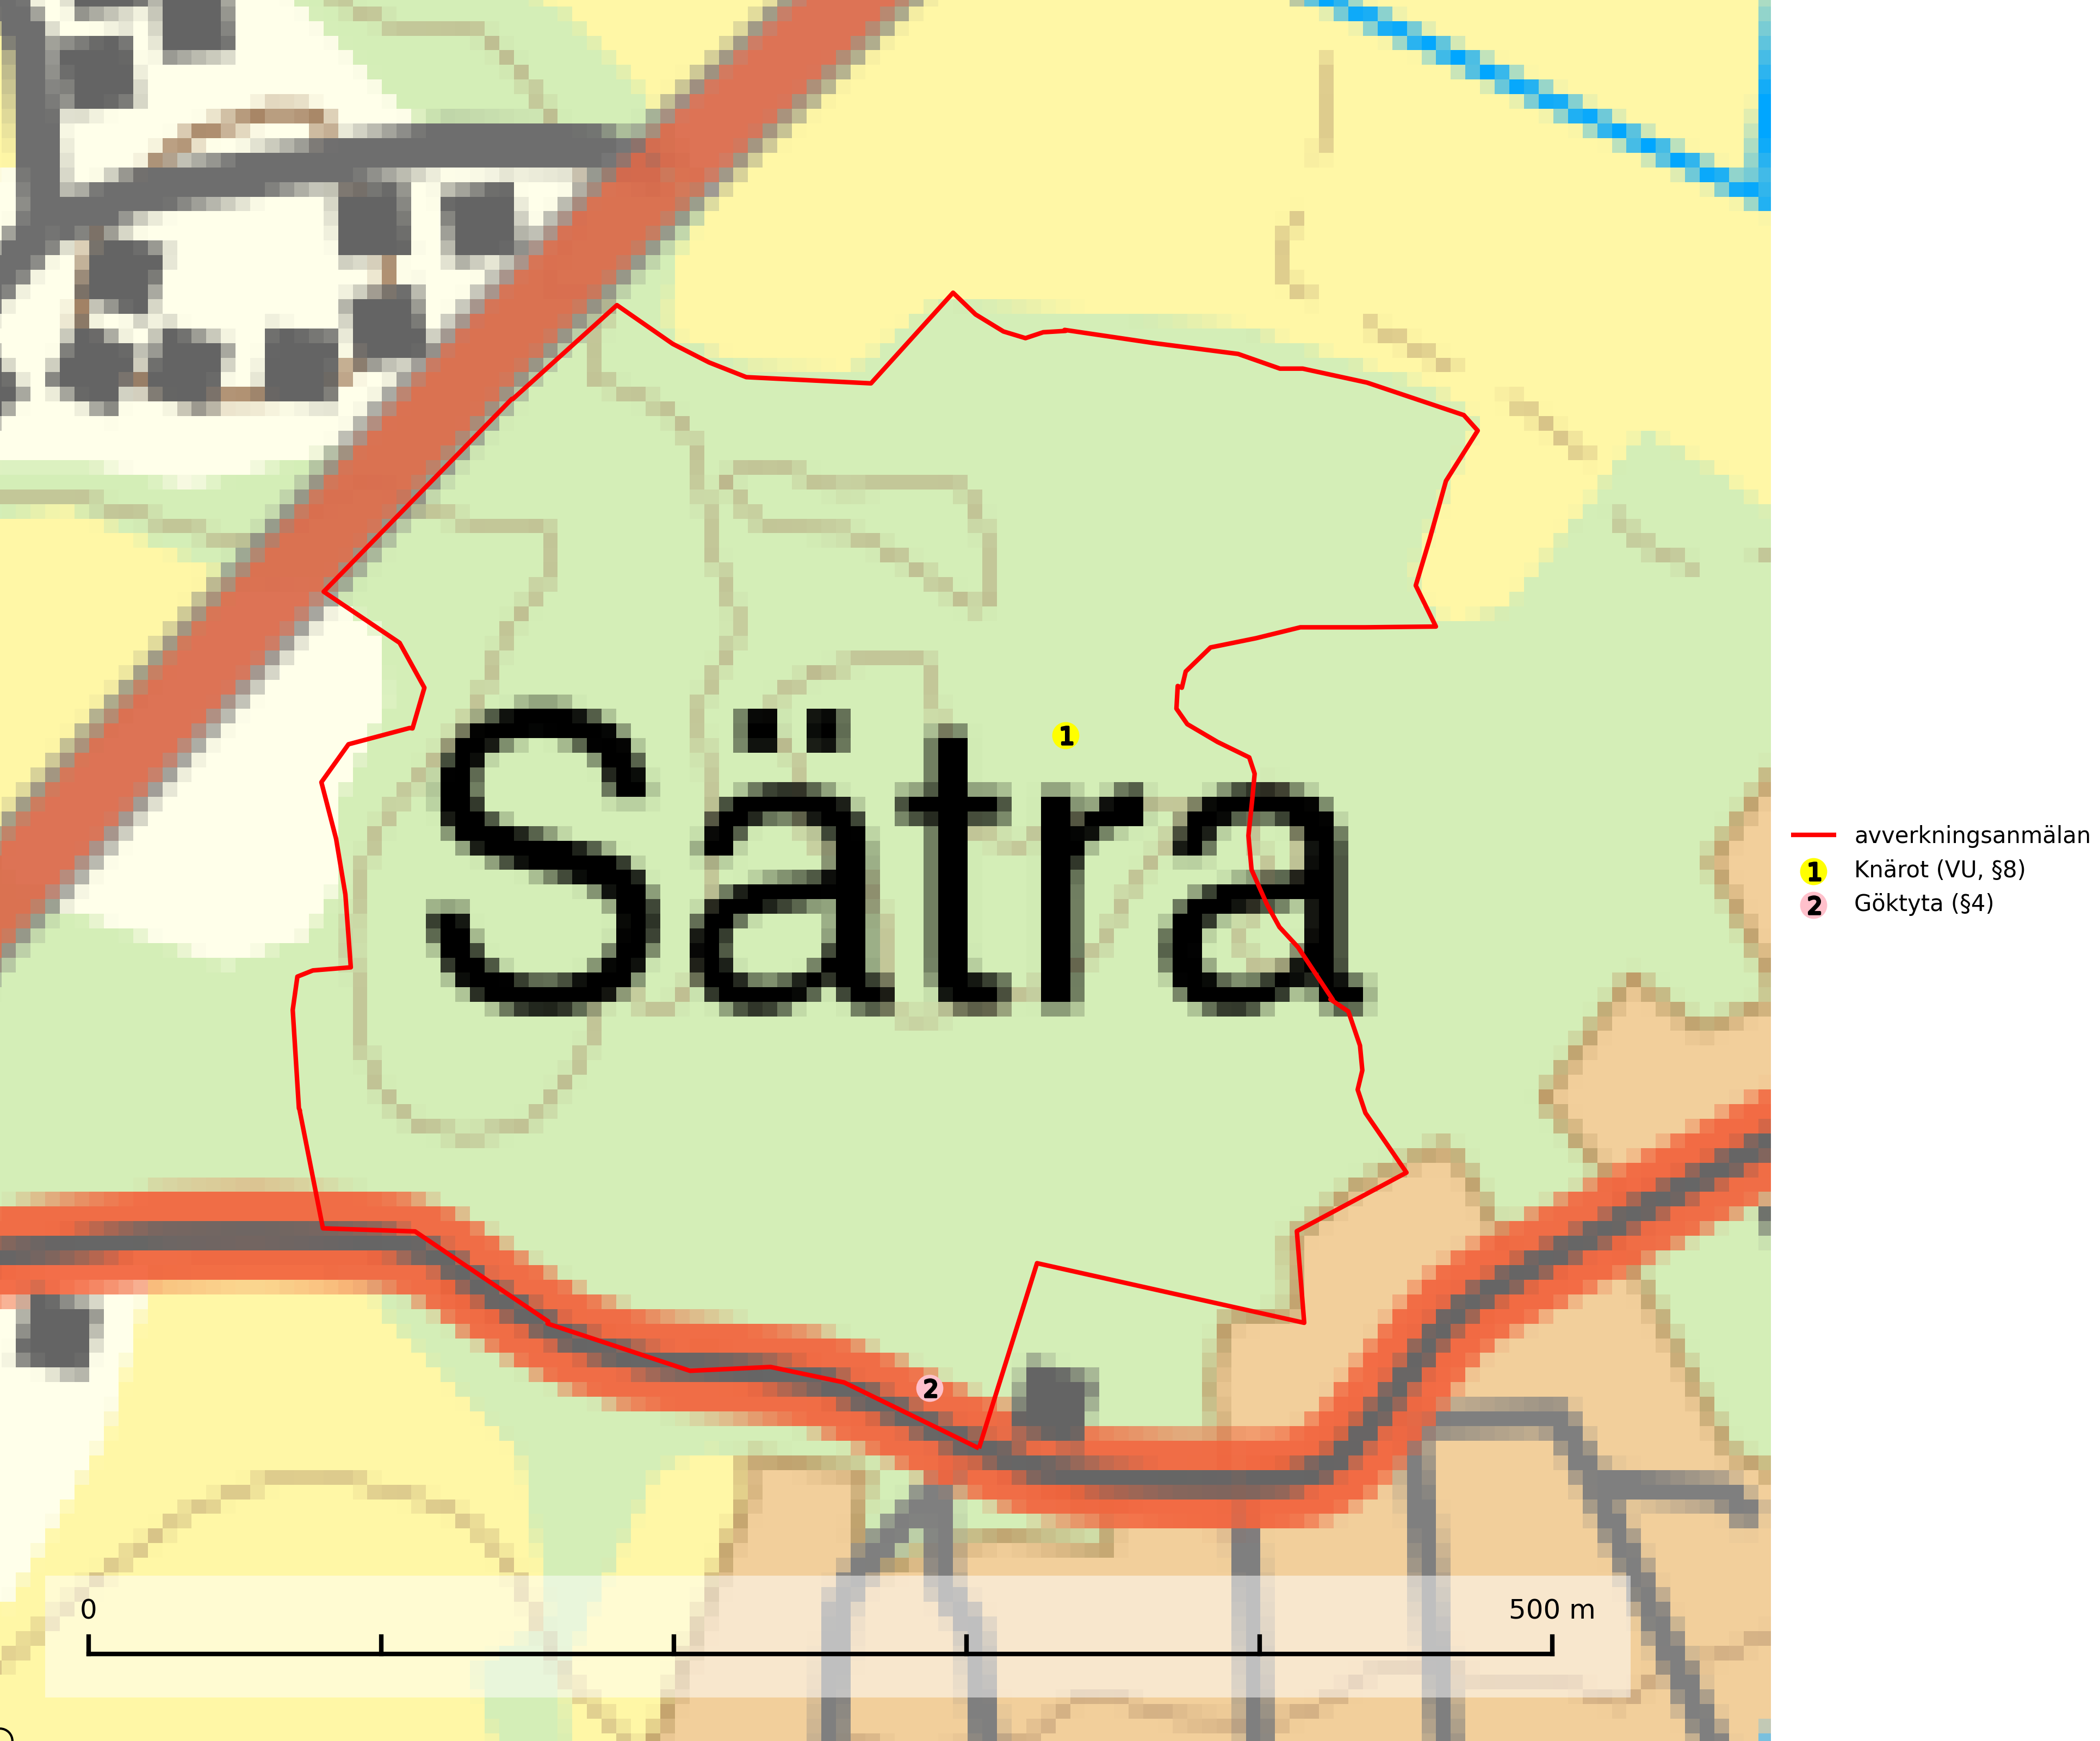 Sätra
1
2
avverkningsanmälan
1 Knärot (VU, §8)
2 Göktyta (§4)
0 500 m